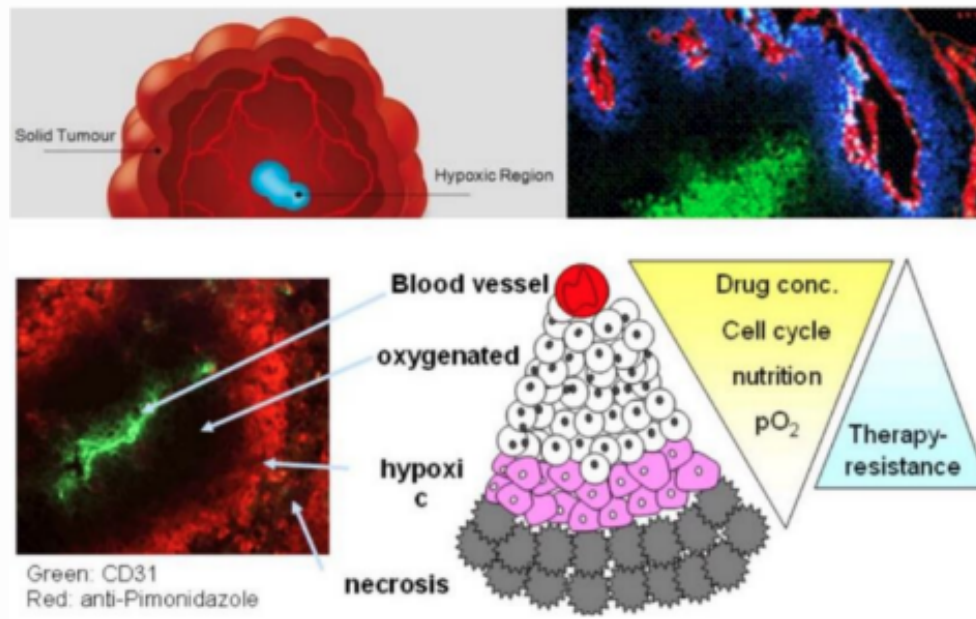 Solid Tumour
Hypoxic Region
Blood vessel
oxygenated
hypoxi
c
necrosis
Drug conc.
Cell cycle
nutrition
pO₂
Therapy-
resistance
Green: CD31
Red: anti-Pimonidazole